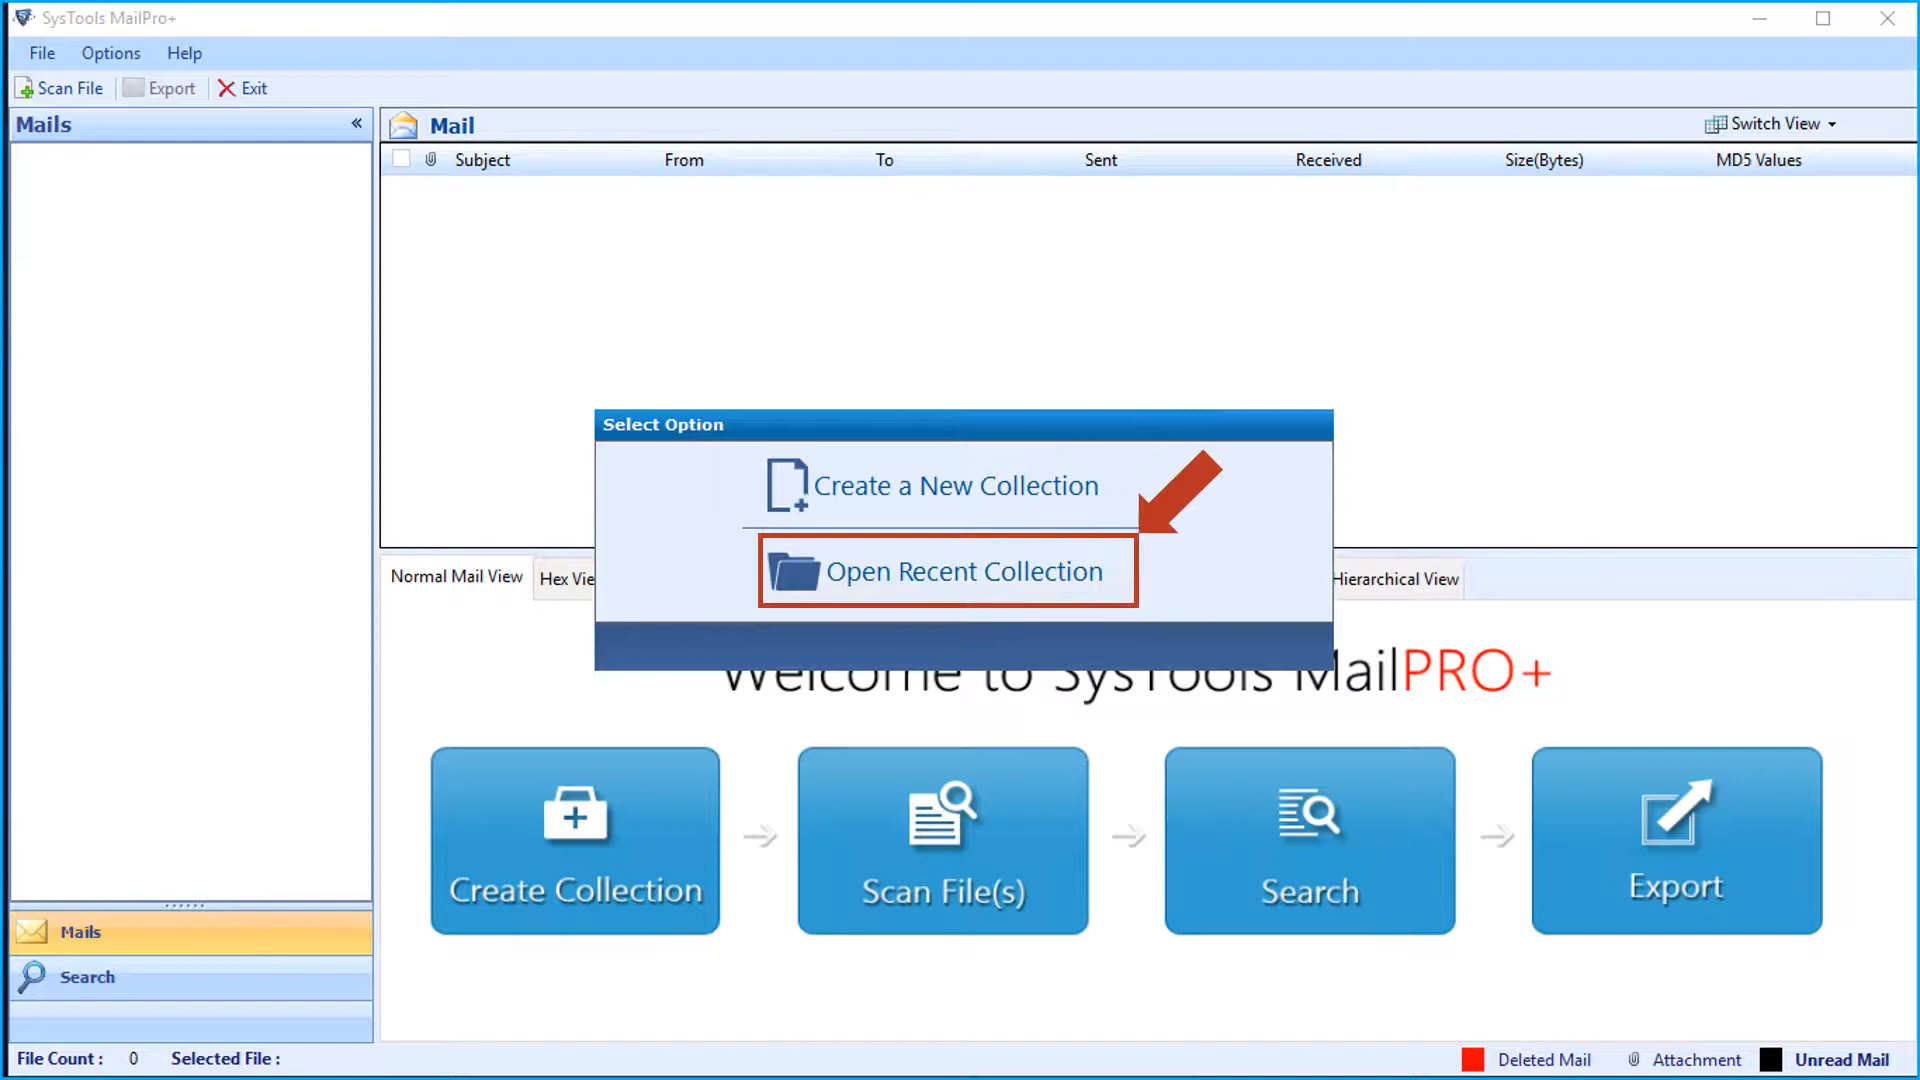 SysTools MailPro+
File Options Help
Scan File Export Exit
Mails «
Mail Switch View
Subject From To Sent Received Size(Bytes) MD5 Values
Select Option
Create a New Collection
Open Recent Collection
Normal Mail View Hex Vie Hierarchical View
Welcome to SysTools MailPRO+
Create Collection
Scan File(s)
Search
Export
Mails
Search
File Count : 0 Selected File :
Deleted Mail Attachment Unread Mail